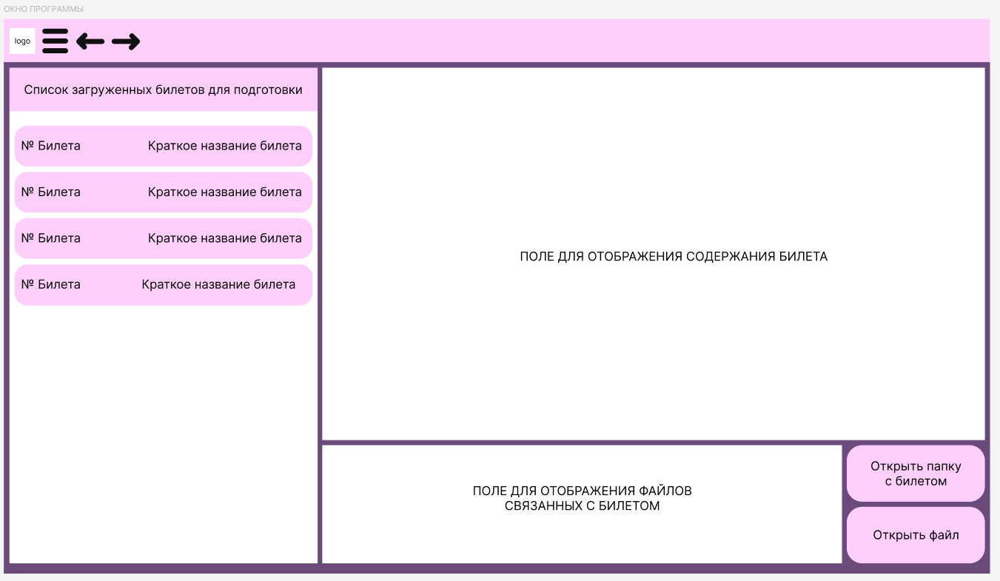 ОКНО ПРОГРАММЫ
logo
Список загруженных билетов для подготовки
№ Билета Краткое название билета
№ Билета Краткое название билета
№ Билета Краткое название билета
№ Билета Краткое название билета
ПОЛЕ ДЛЯ ОТОБРАЖЕНИЯ СОДЕРЖАНИЯ БИЛЕТА
ПОЛЕ ДЛЯ ОТОБРАЖЕНИЯ ФАЙЛОВ
СВЯЗАННЫХ С БИЛЕТОМ
Открыть папку
с билетом
Открыть файл